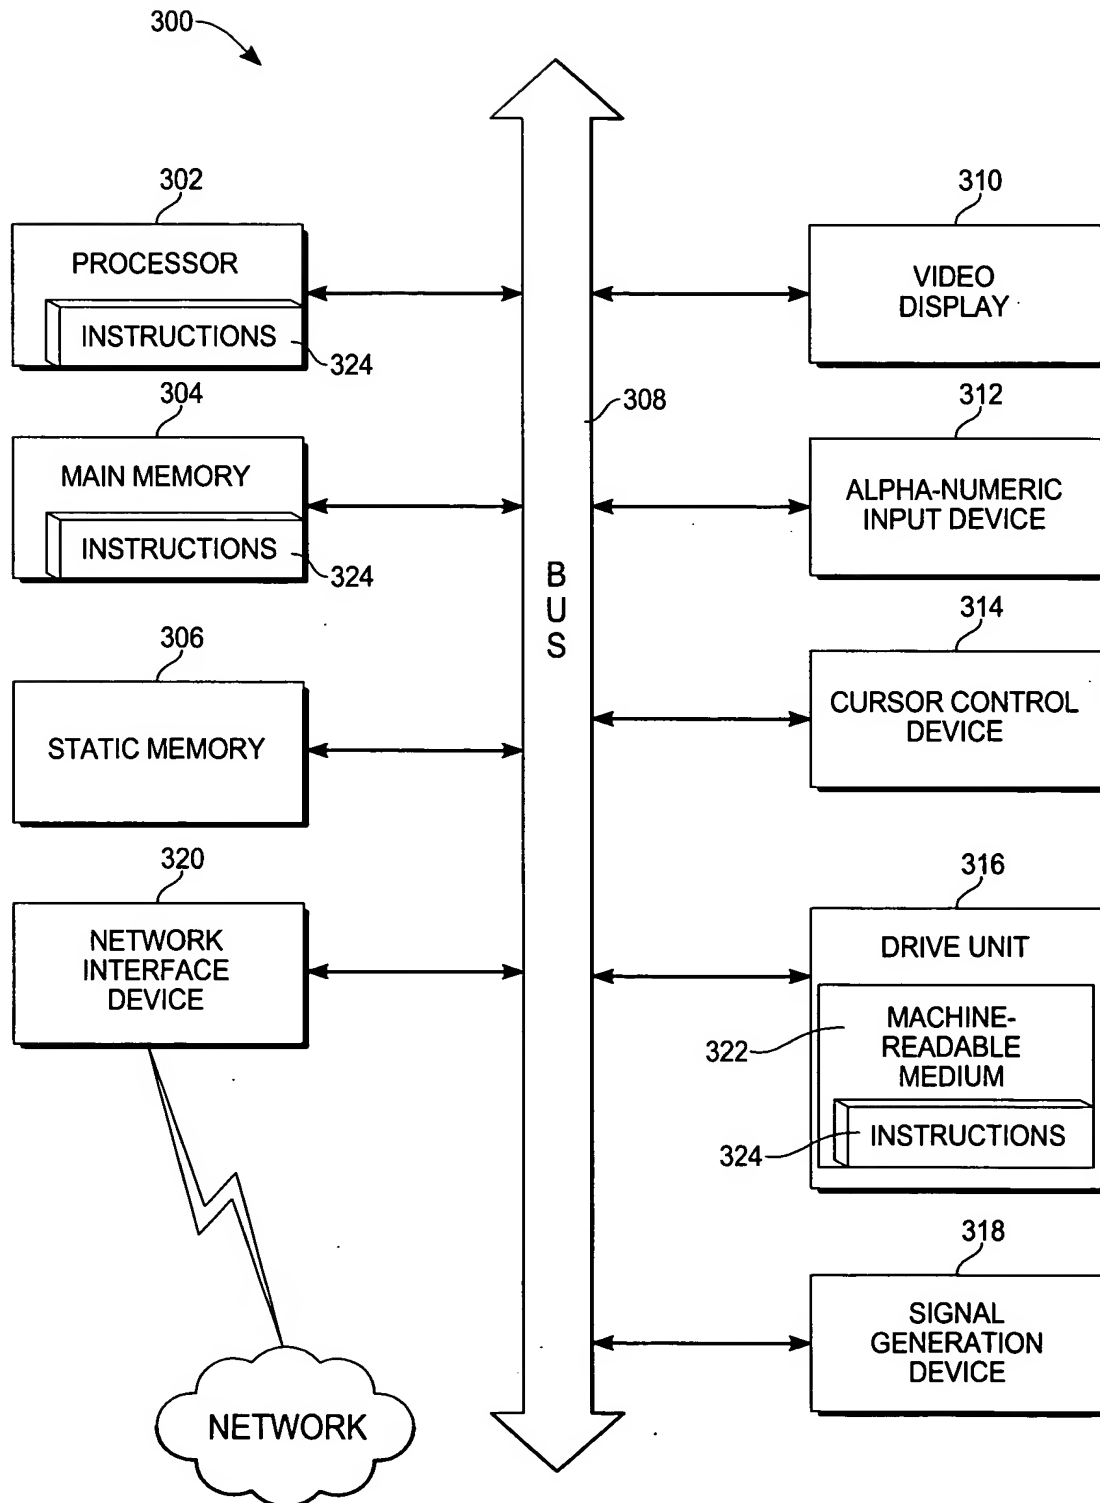 300
302
PROCESSOR
INSTRUCTIONS
324
304
MAIN MEMORY
INSTRUCTIONS
324
306
STATIC MEMORY
320
NETWORK
INTERFACE
DEVICE
NETWORK
308
B
U
S
310
VIDEO
DISPLAY
312
ALPHA-NUMERIC
INPUT DEVICE
314
CURSOR CONTROL
DEVICE
316
DRIVE UNIT
322
MACHINE-
READABLE
MEDIUM
324
INSTRUCTIONS
318
SIGNAL
GENERATION
DEVICE